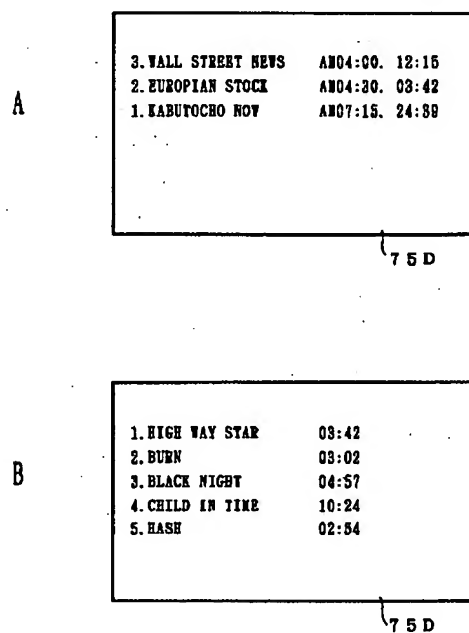 A
3. WALL STREET NEWS AM04:00. 12:15
2. EUROPIAN STOCK AM04:30. 03:42
1. KABUTOCHO NOW AM07:15. 24:39
75D
B
1. HIGH WAY STAR 03:42
2. BURN 03:02
3. BLACK NIGHT 04:57
4. CHILD IN TIME 10:24
5. HASH 02:54
75D